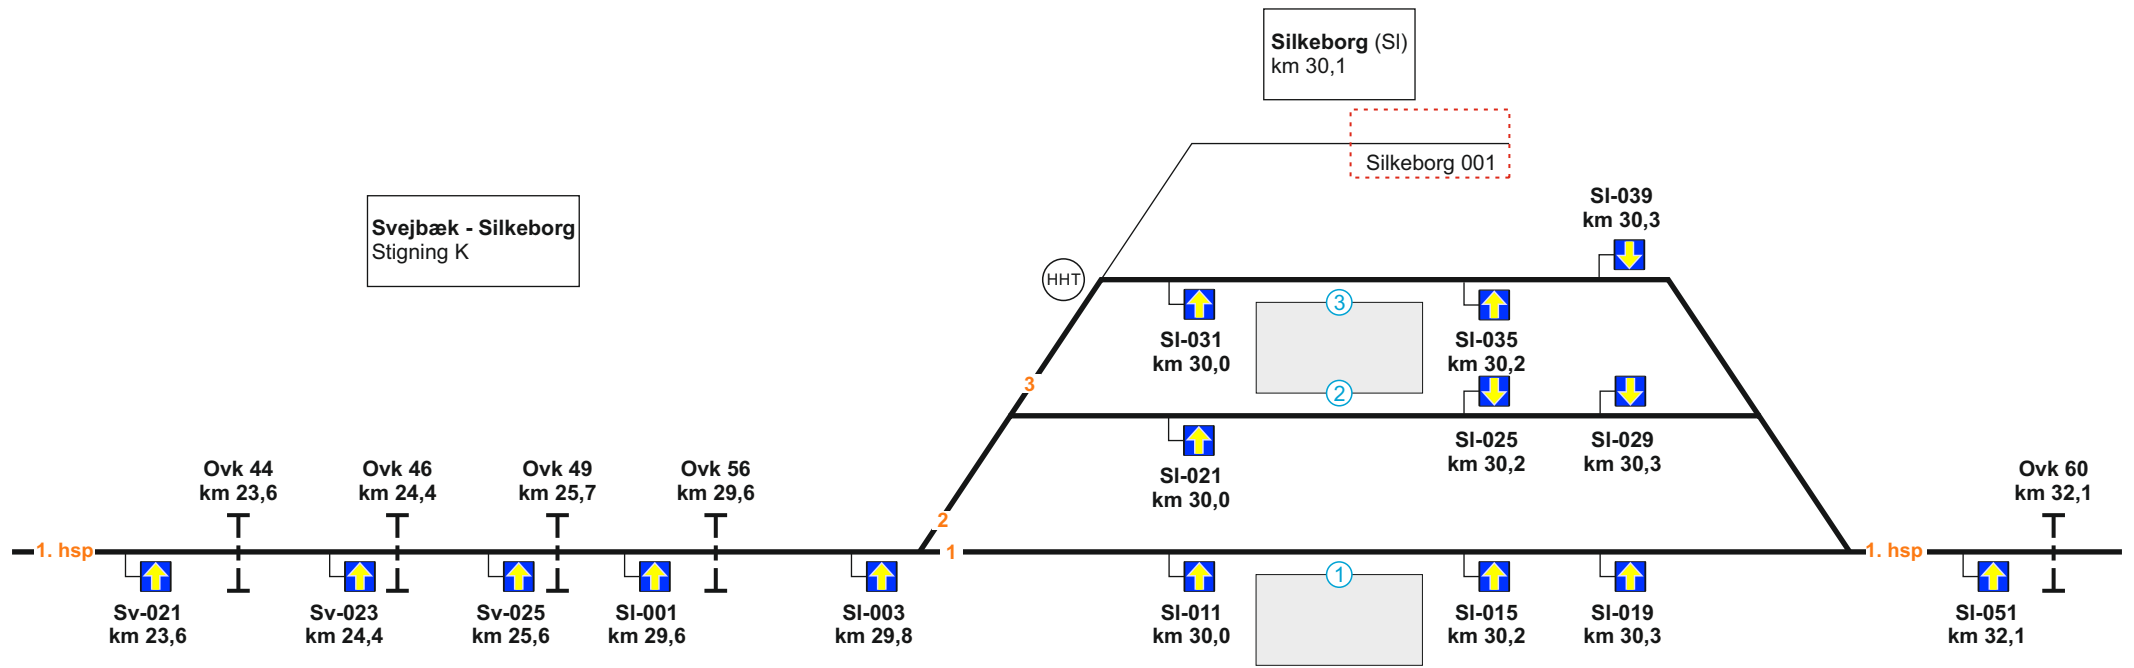 Silkeborg (Sl)
km 30,1
Silkeborg 001
Svejbæk - Silkeborg
Stigning K
Sl-039
km 30,3
HHT
3
Sl-031
km 30,0
Sl-035
km 30,2
3
2
Sl-021
km 30,0
Sl-025
km 30,2
Sl-029
km 30,3
Ovk 44
km 23,6
Ovk 46
km 24,4
Ovk 49
km 25,7
Ovk 56
km 29,6
Ovk 60
km 32,1
2
1. hsp
1
1. hsp
1
Sv-021
km 23,6
Sv-023
km 24,4
Sv-025
km 25,6
Sl-001
km 29,6
Sl-003
km 29,8
Sl-011
km 30,0
Sl-015
km 30,2
Sl-019
km 30,3
Sl-051
km 32,1